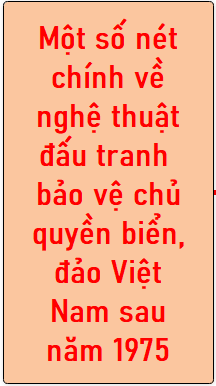 Một số nét
chính về
nghệ thuật
đấu tranh
bảo vệ chủ
quyền biển,
đảo Việt
Nam sau
năm 1975